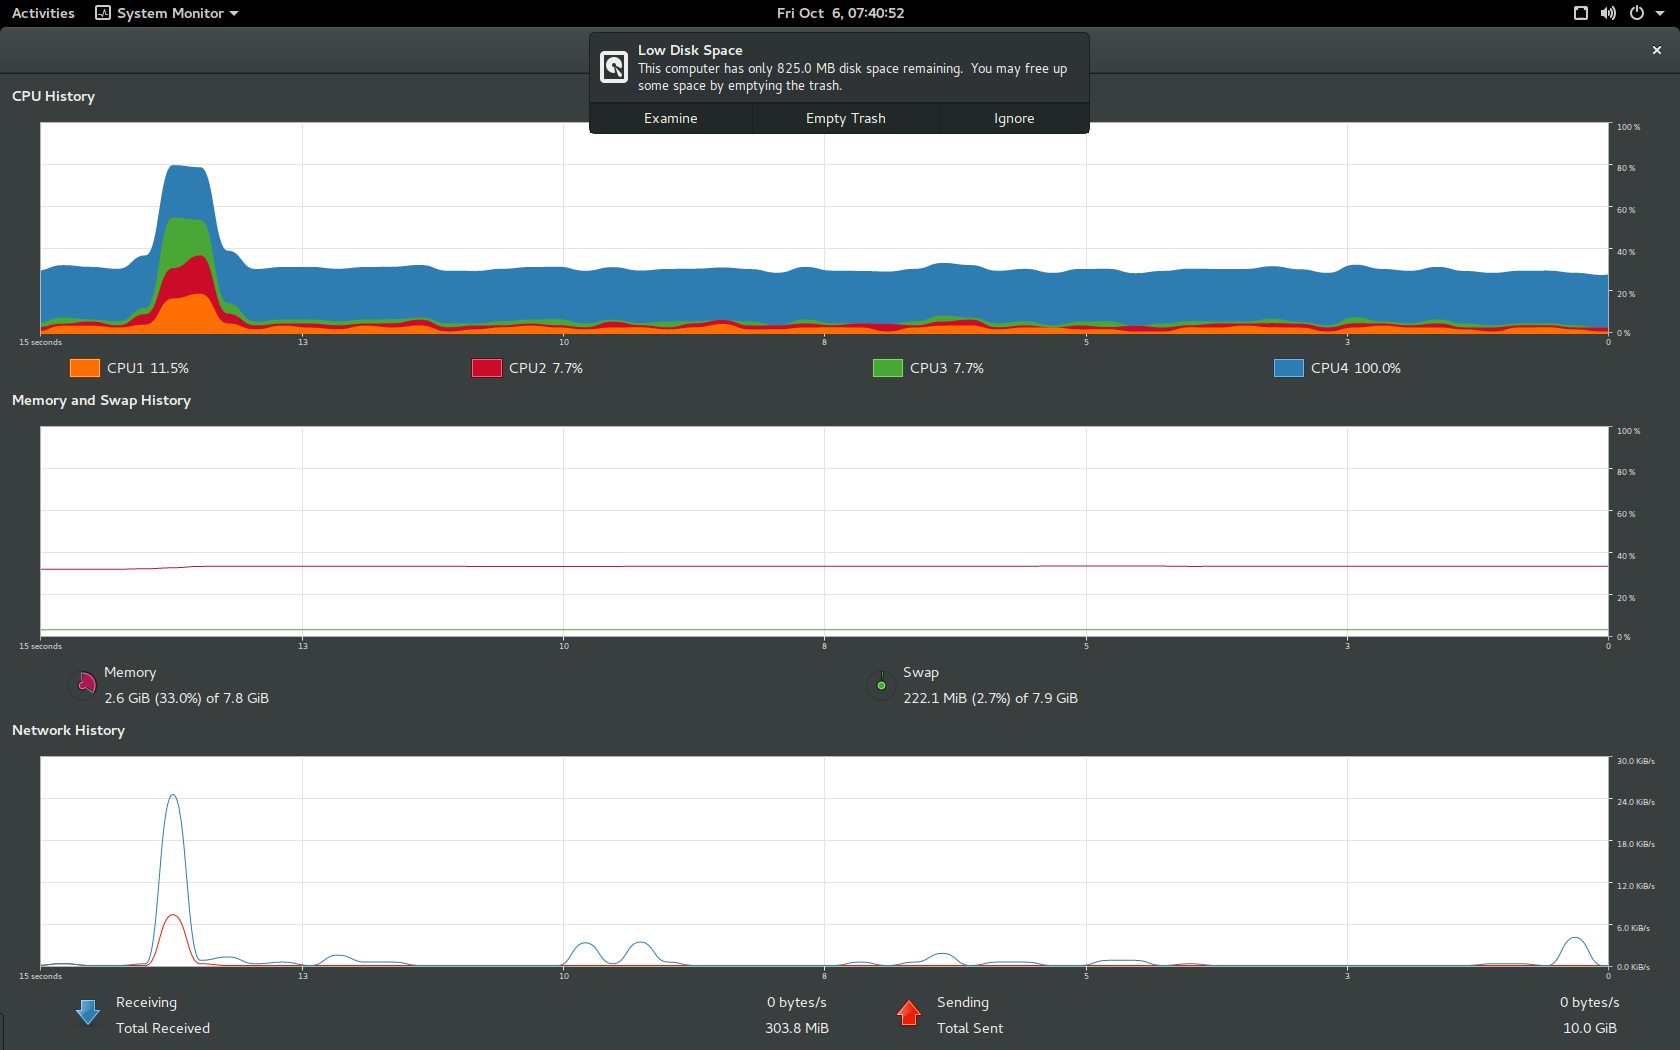 Activities
System Monitor
Fri Oct 6, 07:40:52
Low Disk Space
This computer has only 825.0 MB disk space remaining. You may free up
some space by emptying the trash.
Examine
Empty Trash
Ignore
CPU History
100 %
80 %
60 %
40 %
20 %
0 %
15 seconds
13
10
8
5
3
0
CPU1 11.5%
CPU2 7.7%
CPU3 7.7%
CPU4 100.0%
Memory and Swap History
100 %
80 %
60 %
40 %
20 %
0 %
15 seconds
13
10
8
5
3
0
Memory
2.6 GiB (33.0%) of 7.8 GiB
Swap
222.1 MiB (2.7%) of 7.9 GiB
Network History
30.0 KiB/s
24.0 KiB/s
18.0 KiB/s
12.0 KiB/s
6.0 KiB/s
0.0 KiB/s
15 seconds
13
10
8
5
3
0
Receiving
0 bytes/s
Total Received
303.8 MiB
Sending
0 bytes/s
Total Sent
10.0 GiB